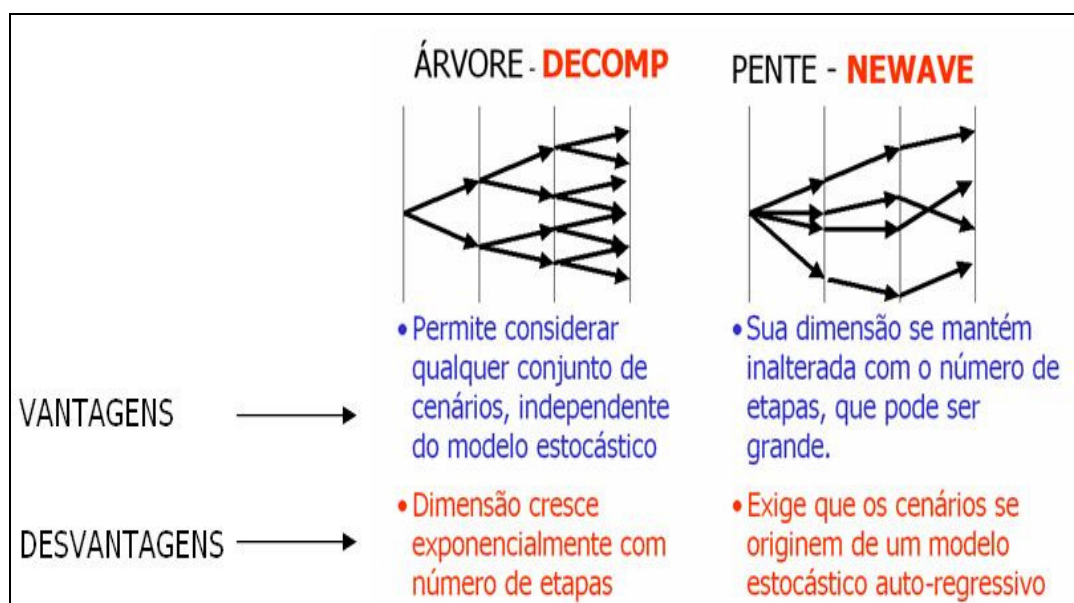 ÁRVORE - DECOMP
PENTE - NEWAVE
VANTAGENS
• Permite considerar
qualquer conjunto de
cenários, independente
do modelo estocástico
• Sua dimensão se mantém
inalterada com o número de
etapas, que pode ser
grande.
DESVANTAGENS
• Dimensão cresce
exponencialmente com
número de etapas
• Exige que os cenários se
originem de um modelo
estocástico auto-regressivo